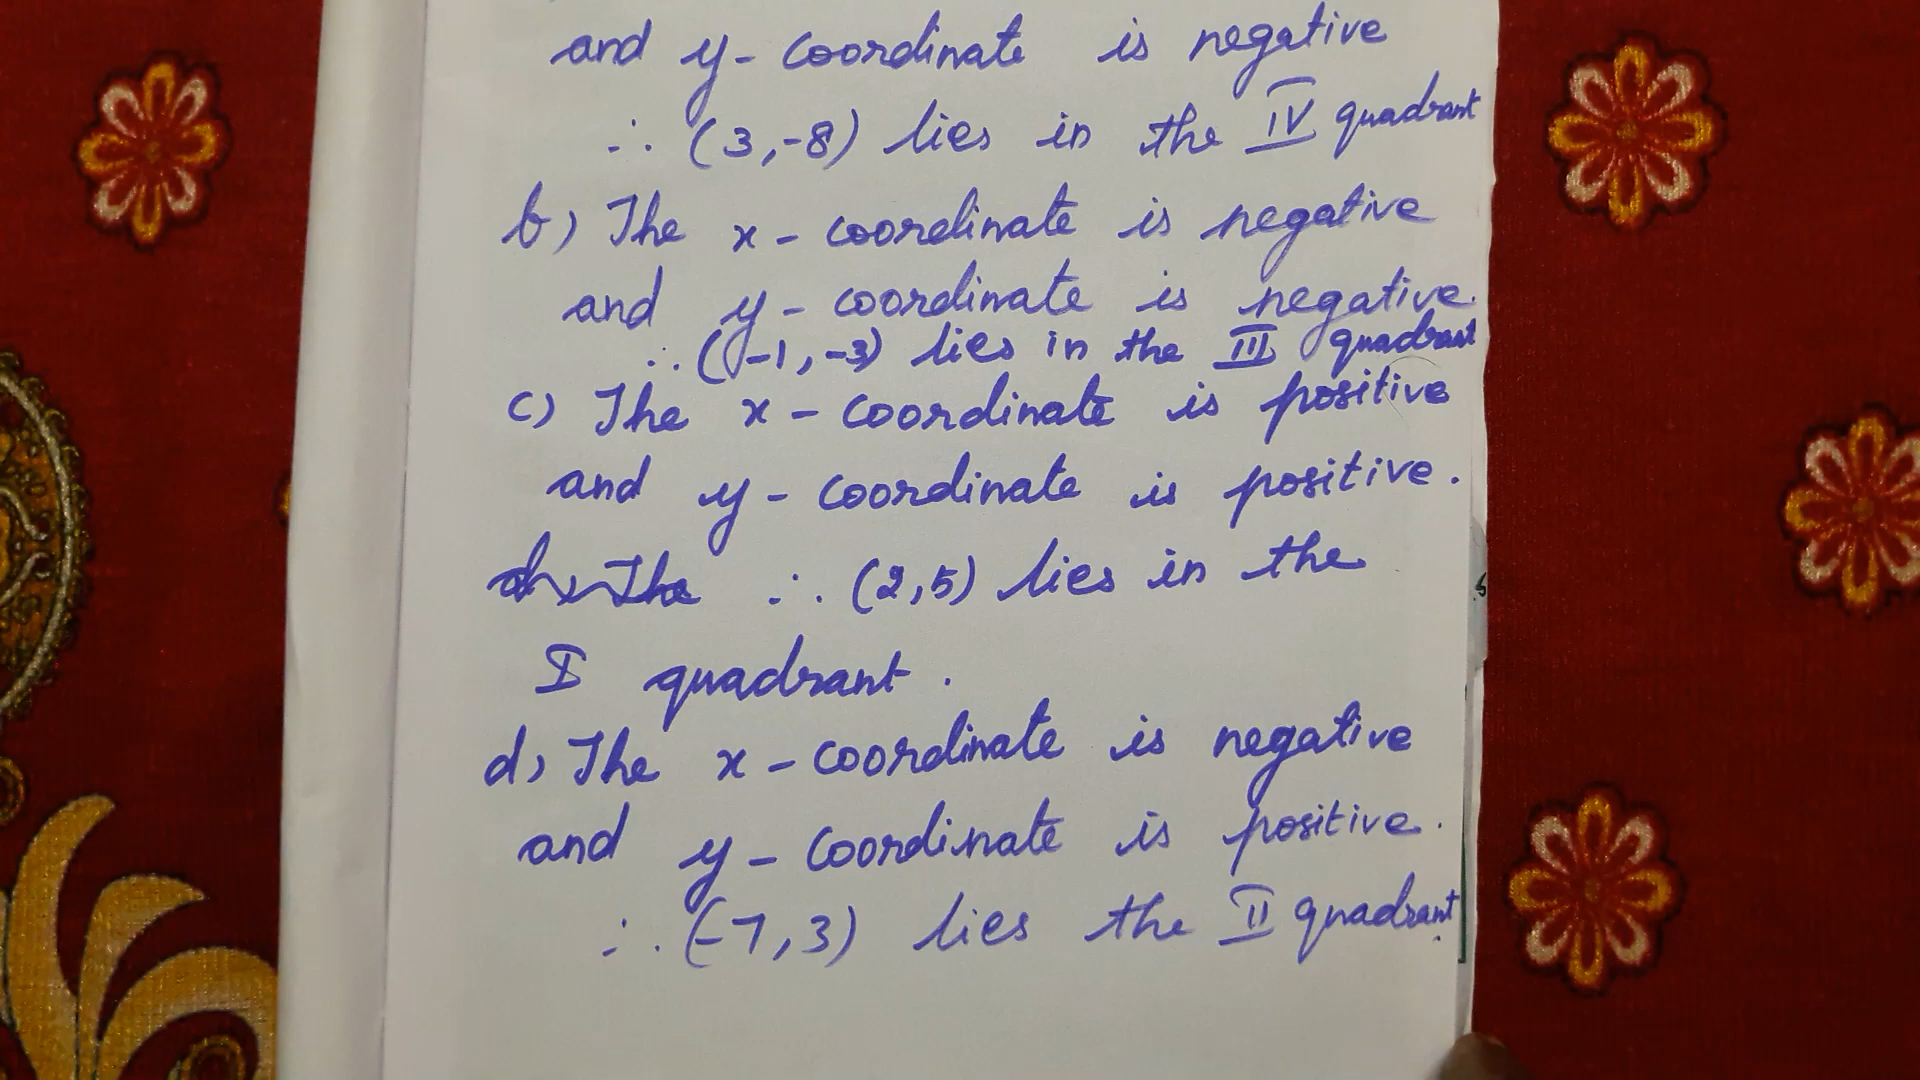 and y - coordinate is negative
∴ (3,-8) lies in the IV quadrant
b) The x - coordinate is negative
and y - coordinate is negative.
∴ (-1, -3) lies in the III quadrant
c) The x - coordinate is positive
and y - coordinate is positive.
∴ (2,5) lies in the
I quadrant.
d) The x - coordinate is negative
and y - coordinate is positive.
∴ (-7,3) lies the II quadrant.